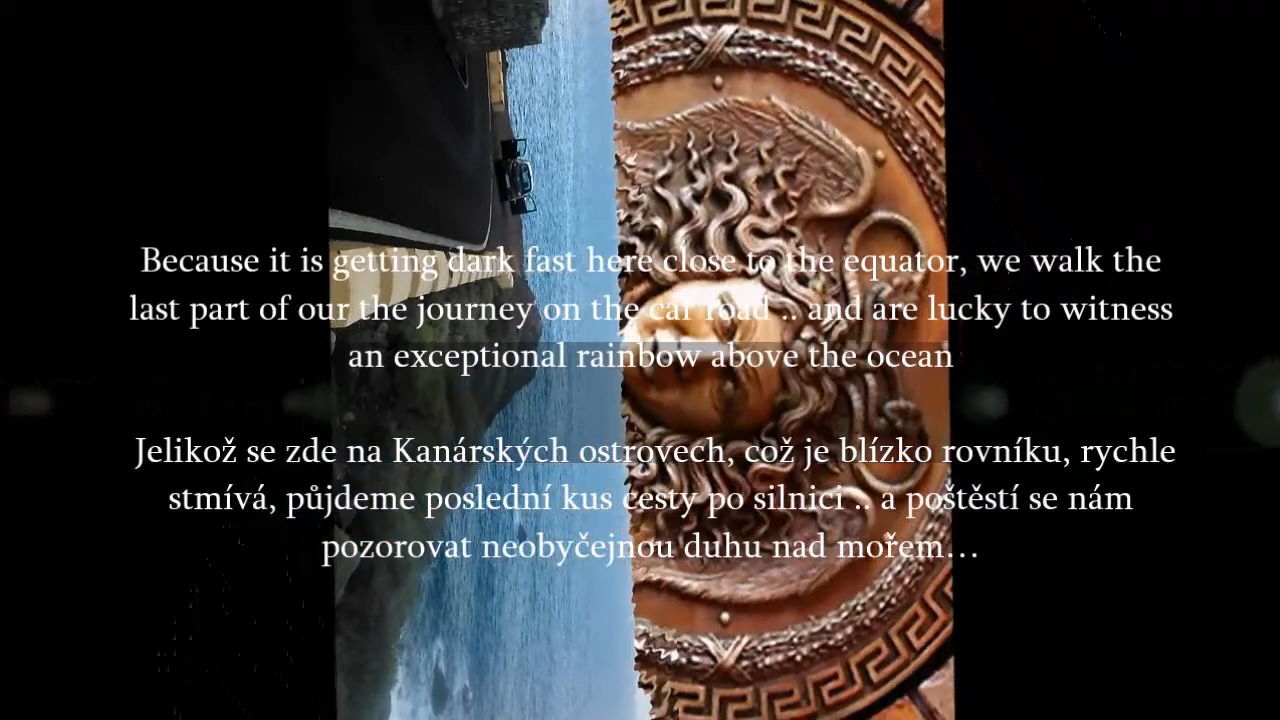 Because it is getting dark fast here close to the equator, we walk the
last part of our the journey on the car road .. and are lucky to witness
an exceptional rainbow above the ocean
Jelikož se zde na Kanárských ostrovech, což je blízko rovníku, rychle
stmívá, půjdeme poslední kus cesty po silnici .. a poštěstí se nám
pozorovat neobyčejnou duhu nad mořem…